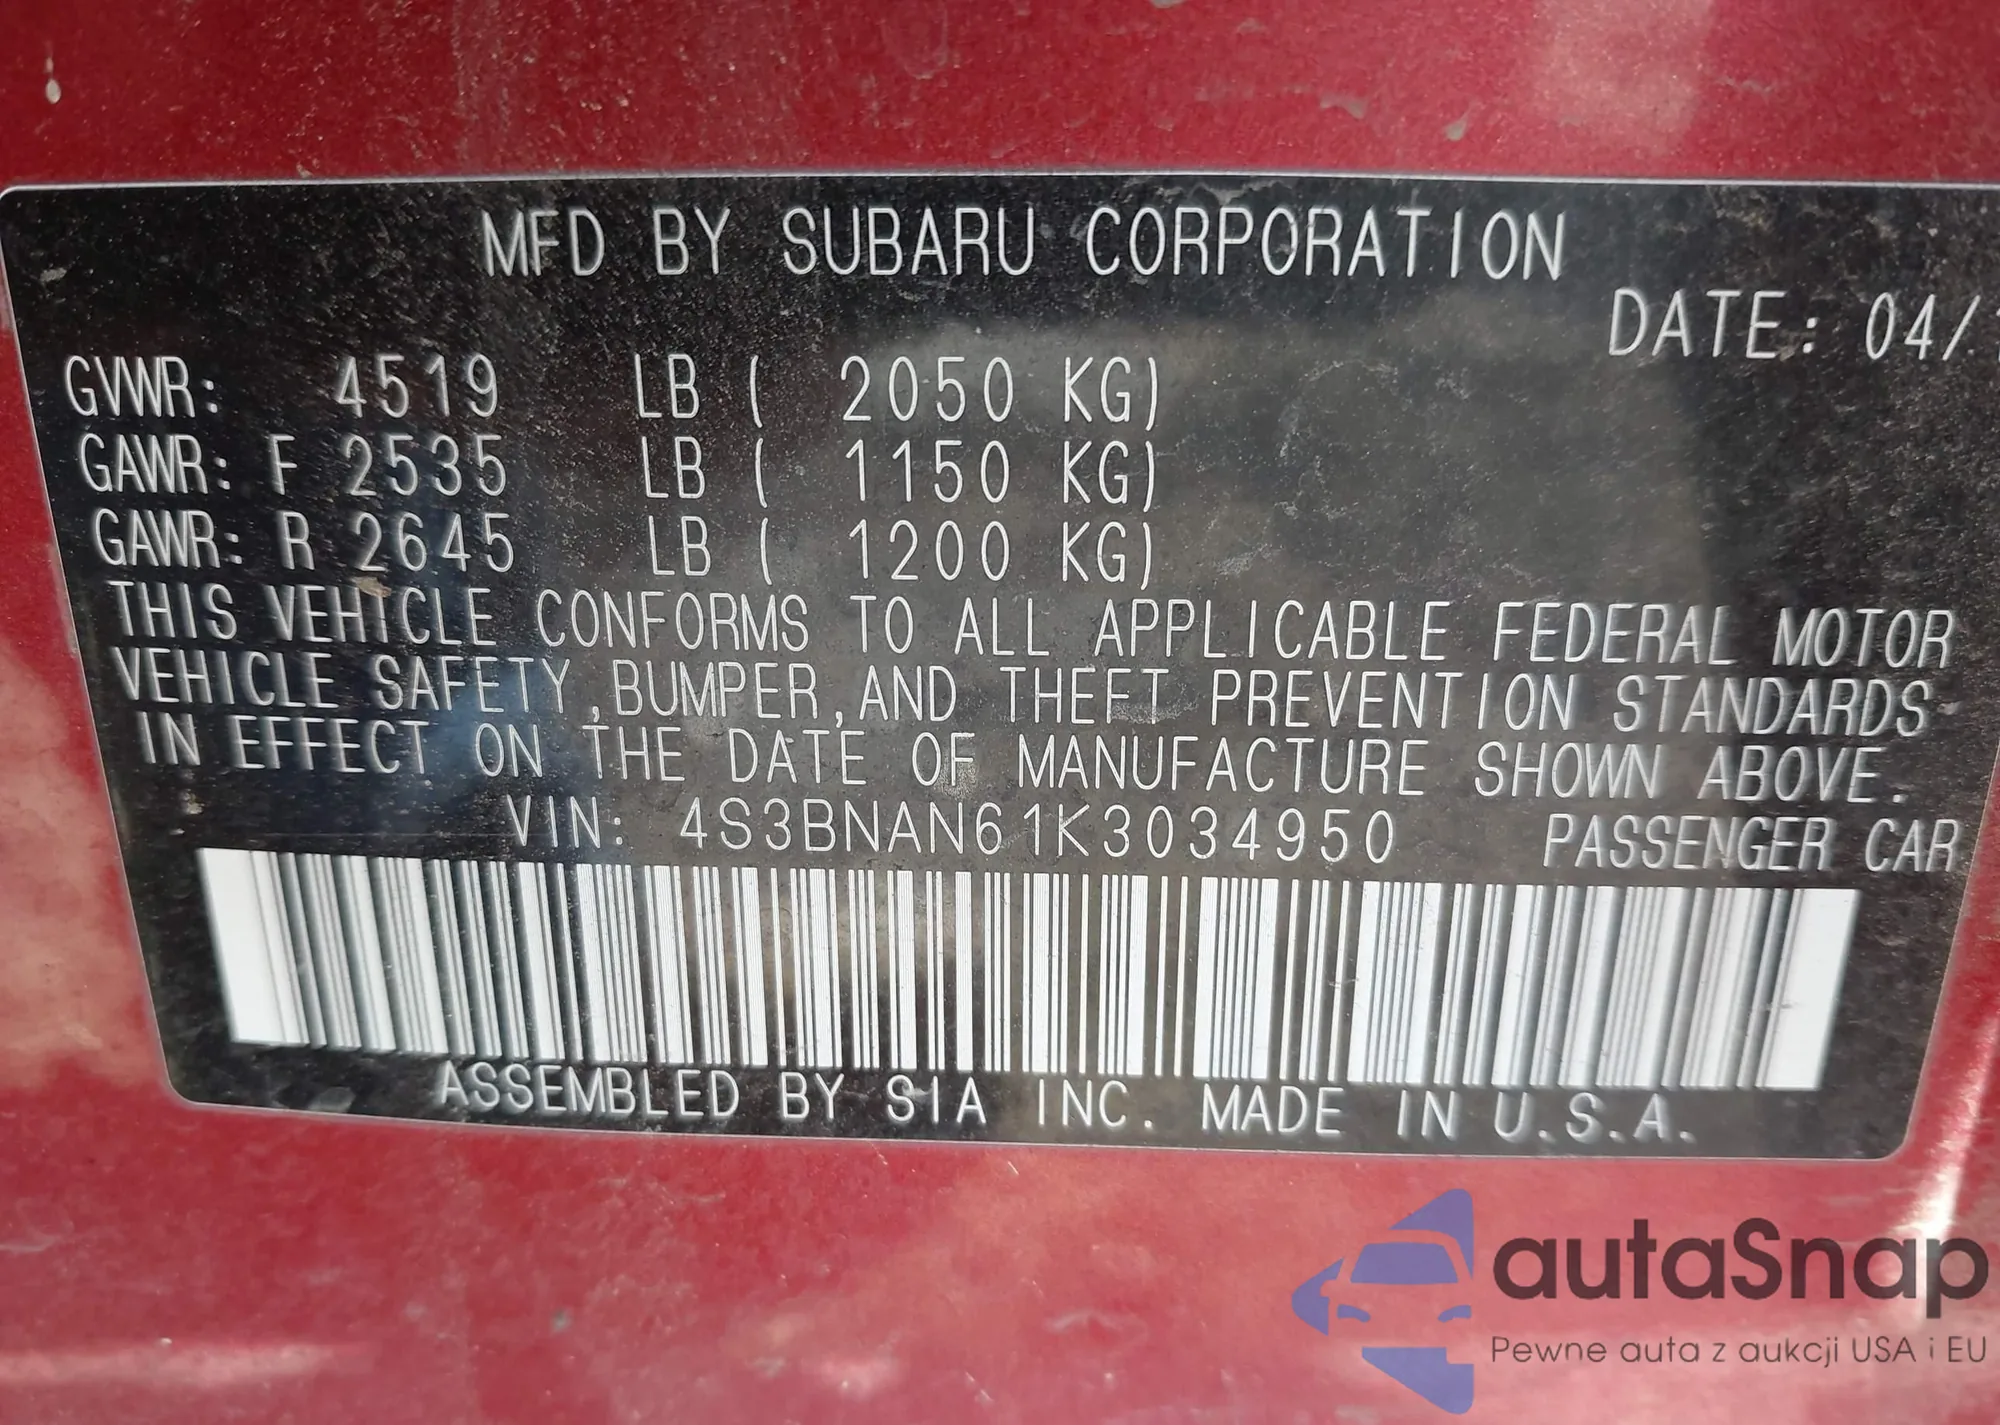 MFD BY SUBARU CORPORATION
DATE: 04/
GVWR: 4519 LB ( 2050 KG)
GAWR: F 2535 LB ( 1150 KG)
GAWR: R 2645 LB ( 1200 KG)
THIS VEHICLE CONFORMS TO ALL APPLICABLE FEDERAL MOTOR
VEHICLE SAFETY,BUMPER,AND THEFT PREVENTION STANDARDS
IN EFFECT ON THE DATE OF MANUFACTURE SHOWN ABOVE.
VIN: 4S3BNAN61K3034950 PASSENGER CAR
ASSEMBLED BY SIA INC. MADE IN U.S.A.
autaSnap
Pewne auta z aukcji USA i EU